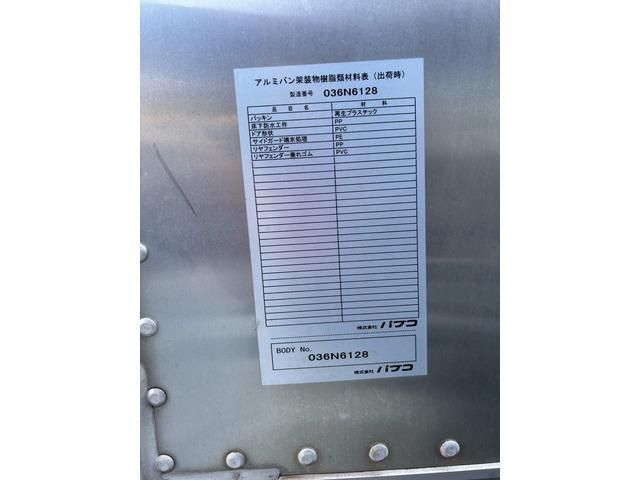 アルミバン架装物樹脂類材料表（出荷時）
製造番号 036N6128
品目名 材料
パッキン 再生プラスチック
床下防水工作 PP
ドア形状 PVC
サイドガード端末処理 PE
リヤフェンダー PP
リヤフェンダー垂れゴム PVC
株式会社 パブコ
BODY No.
036N6128
株式会社 パブコ